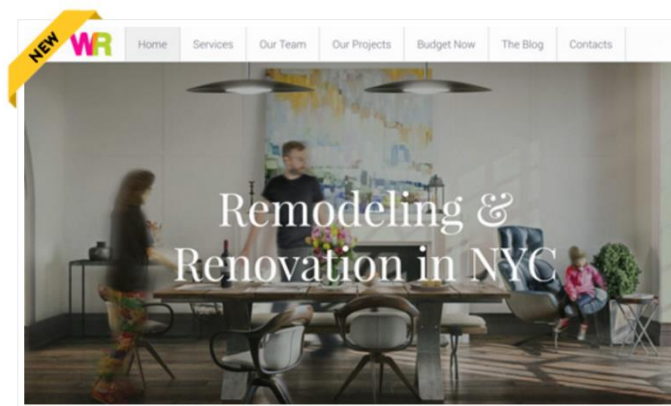 NEW
WR
Home Services Our Team Our Projects Budget Now The Blog Contacts
Remodeling &
Renovation in NYC